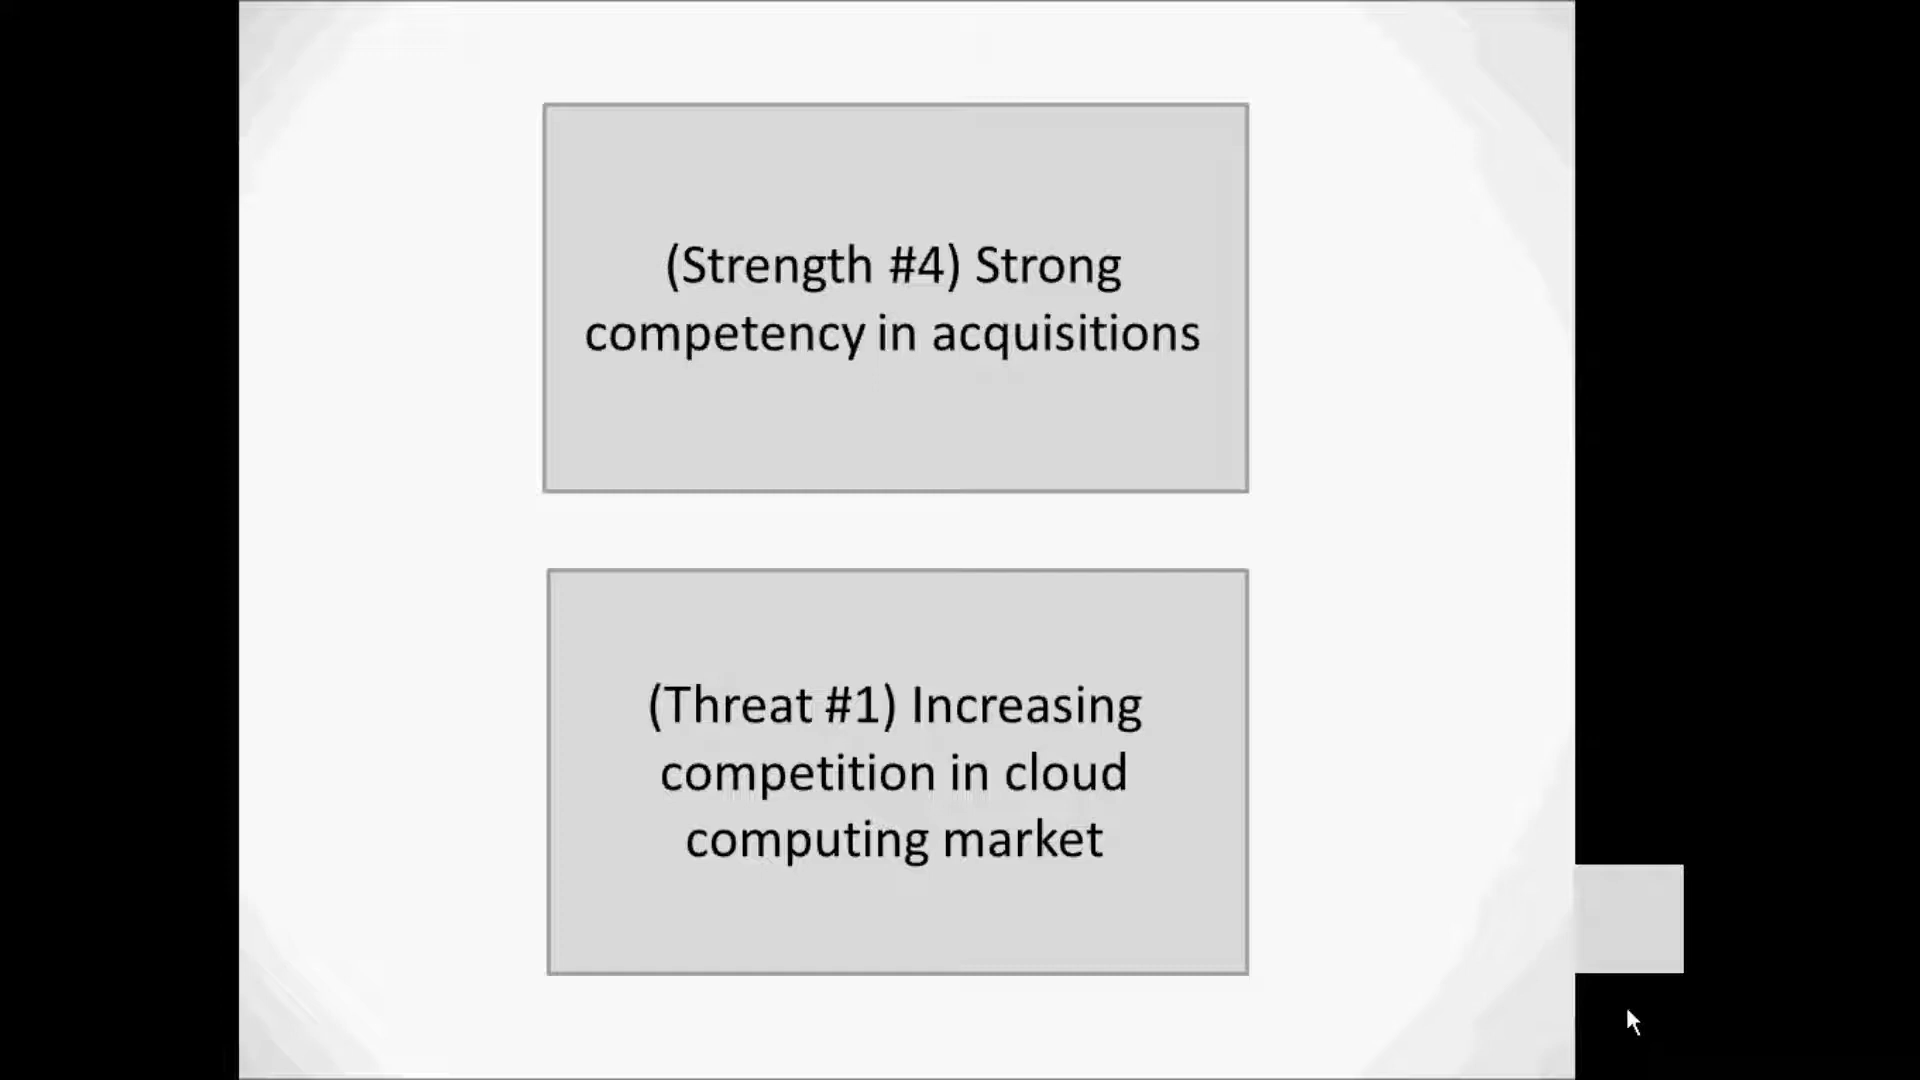 (Strength #4) Strong
competency in acquisitions
(Threat #1) Increasing
competition in cloud
computing market